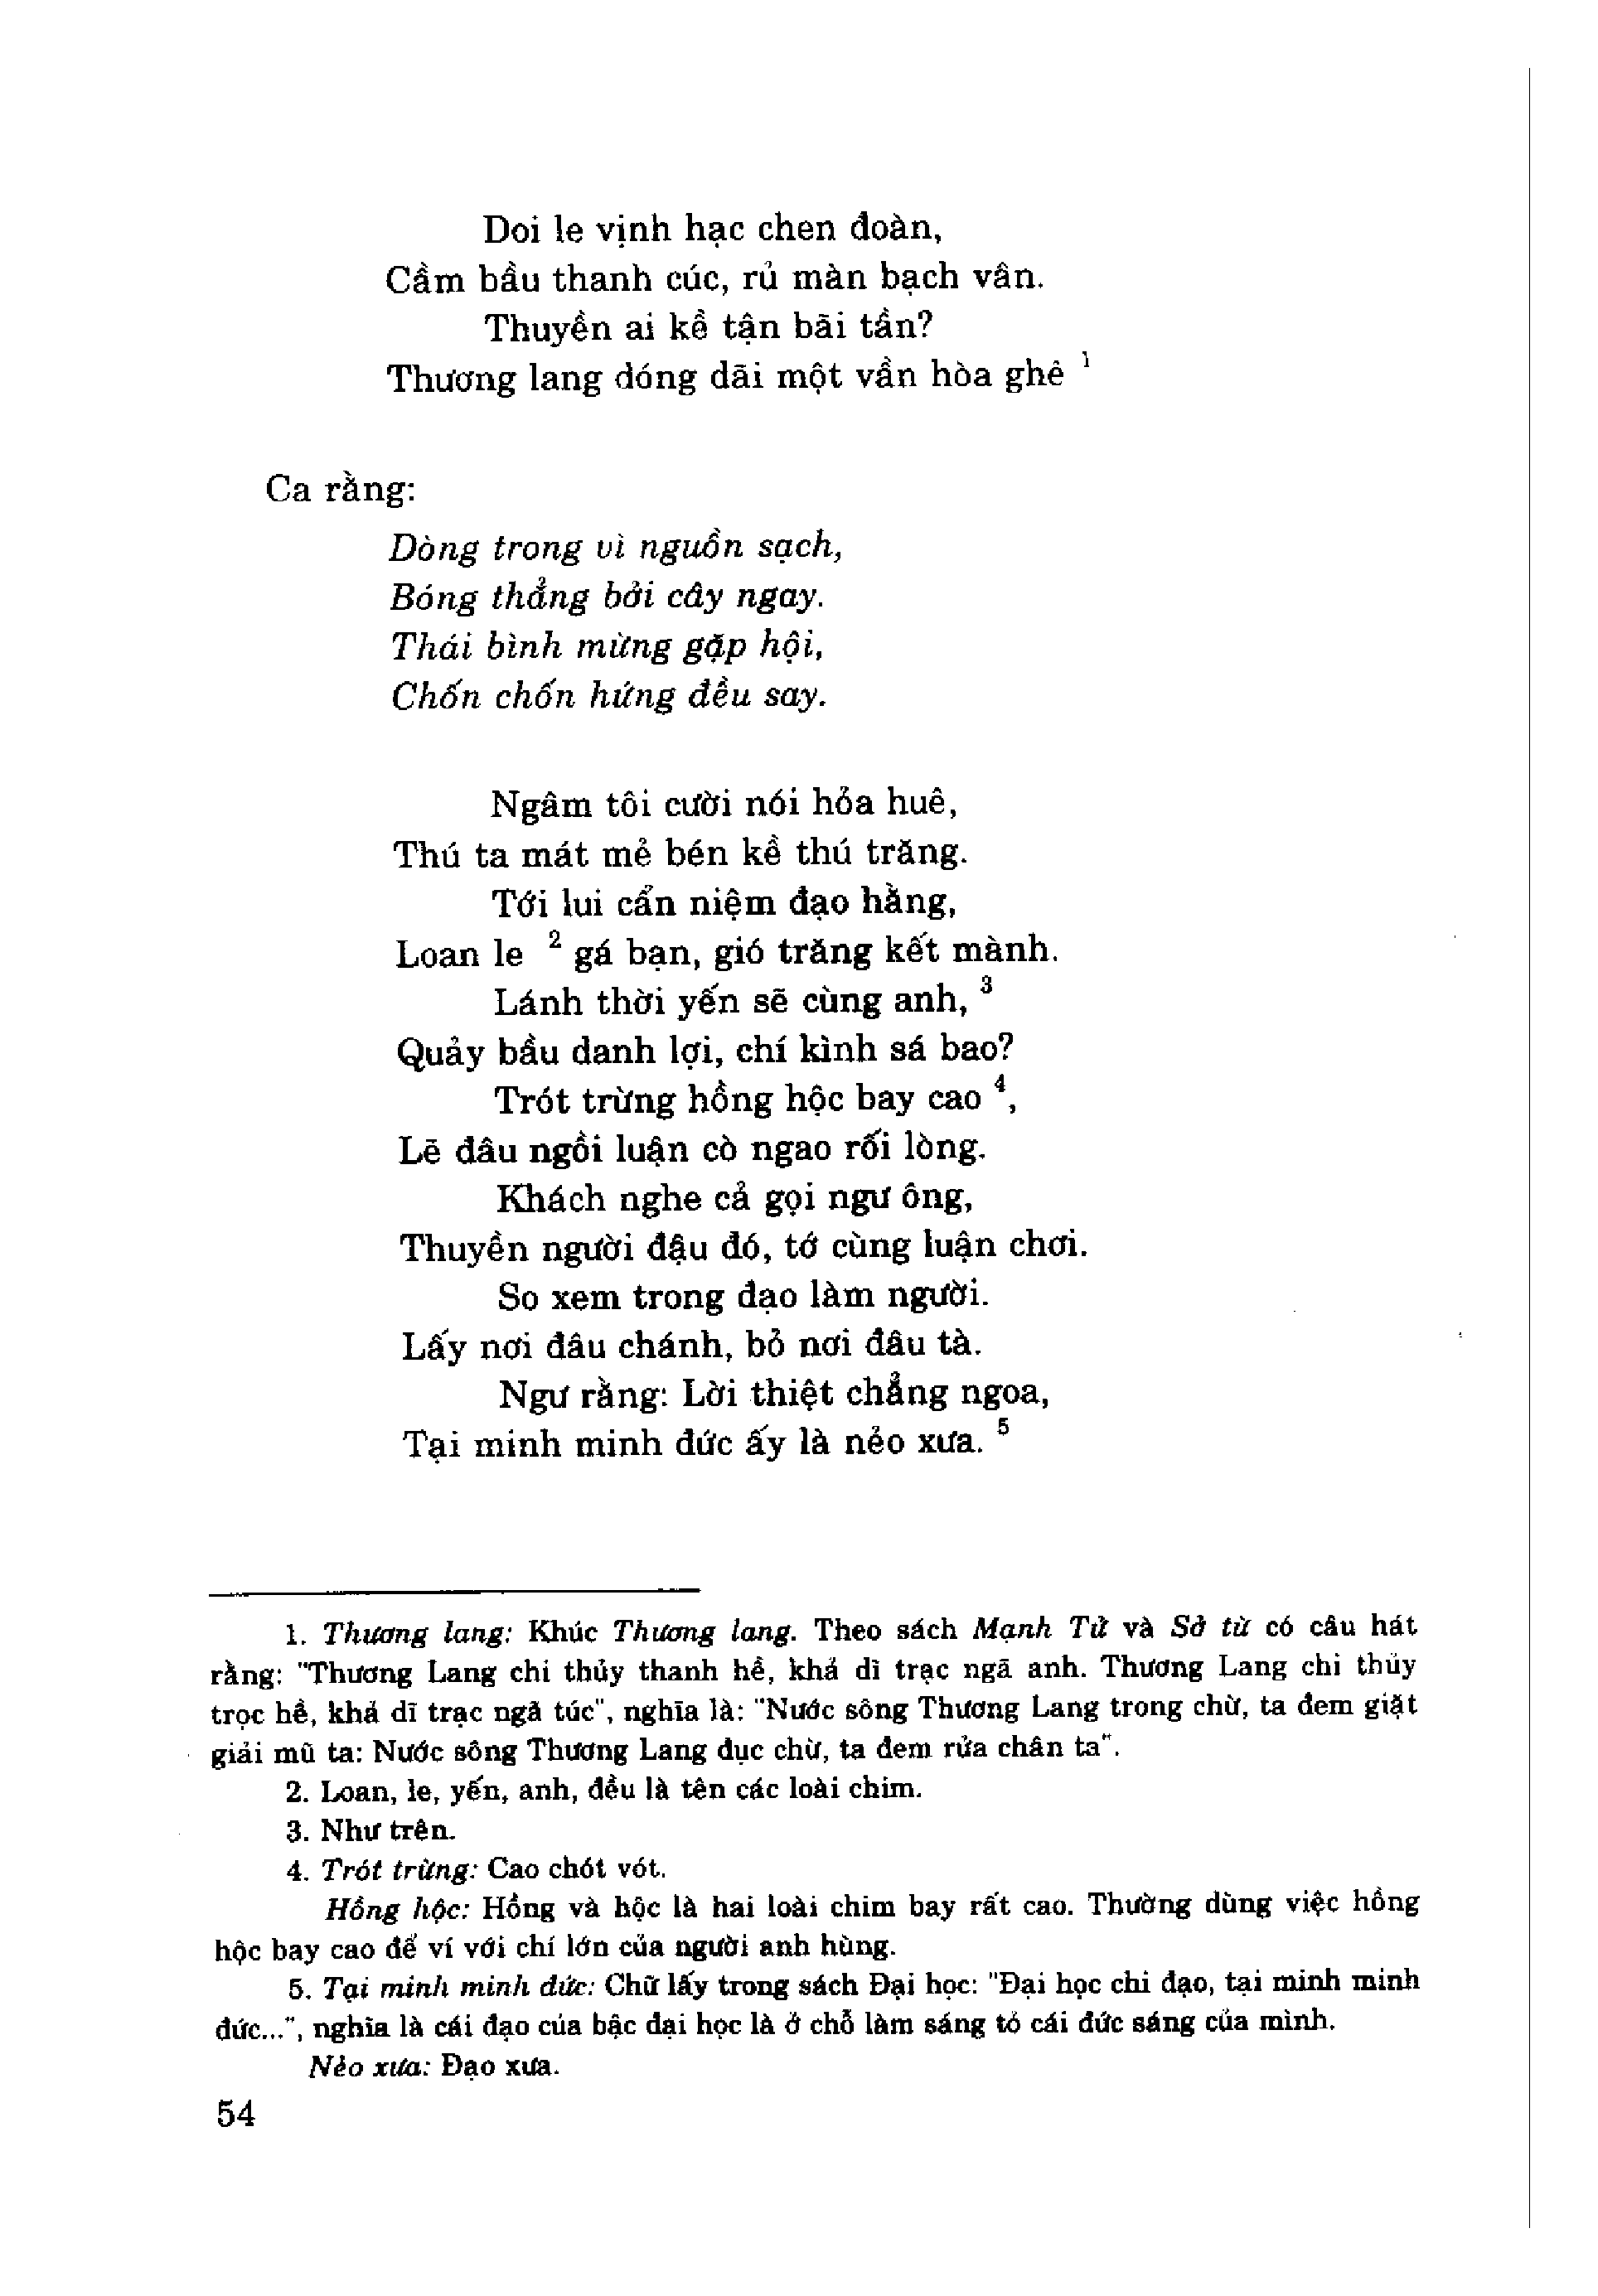 Doi le vịnh hạc chen đoàn,
Cầm bầu thanh cúc, rủ màn bạch vân.
Thuyền ai kề tận bãi tần?
Thương lang dóng dãi một vần hòa ghê ¹
Ca rằng:
Dòng trong vì nguồn sạch,
Bóng thẳng bởi cây ngay.
Thái bình mừng gặp hội,
Chốn chốn hứng đều say.
Ngâm tôi cười nói hỏa huê,
Thú ta mát mẻ bén kề thú trăng.
Tới lui cẩn niệm đạo hằng,
Loan le ² gá bạn, gió trăng kết mành.
Lánh thời yến sẽ cùng anh, ³
Quảy bầu danh lợi, chí kình sá bao?
Trót trừng hồng hộc bay cao ⁴,
Lẽ đâu ngồi luận cò ngao rối lòng.
Khách nghe cả gọi ngư ông,
Thuyền người đậu đó, tớ cùng luận chơi.
So xem trong đạo làm người.
Lấy nơi đâu chánh, bỏ nơi đâu tà.
Ngư rằng: Lời thiệt chẳng ngoa,
Tại minh minh đức ấy là nẻo xưa. ⁵
1. Thương lang: Khúc Thương lang. Theo sách Mạnh Tử và Sở từ có câu hát
rằng: "Thương Lang chi thủy thanh hề, khả dĩ trạc ngã anh. Thương Lang chi thủy
trọc hề, khả dĩ trạc ngã túc", nghĩa là: "Nước sông Thương Lang trong chừ, ta đem giặt
giải mũ ta: Nước sông Thương Lang đục chừ, ta đem rửa chân ta".
2. Loan, le, yến, anh, đều là tên các loài chim.
3. Như trên.
4. Trót trừng: Cao chót vót.
Hồng hộc: Hồng và hộc là hai loài chim bay rất cao. Thường dùng việc hồng
hộc bay cao để ví với chí lớn của người anh hùng.
5. Tại minh minh đức: Chữ lấy trong sách Đại học: "Đại học chi đạo, tại minh minh
đức...", nghĩa là cái đạo của bậc đại học là ở chỗ làm sáng tỏ cái đức sáng của mình.
Nẻo xưa: Đạo xưa.
54